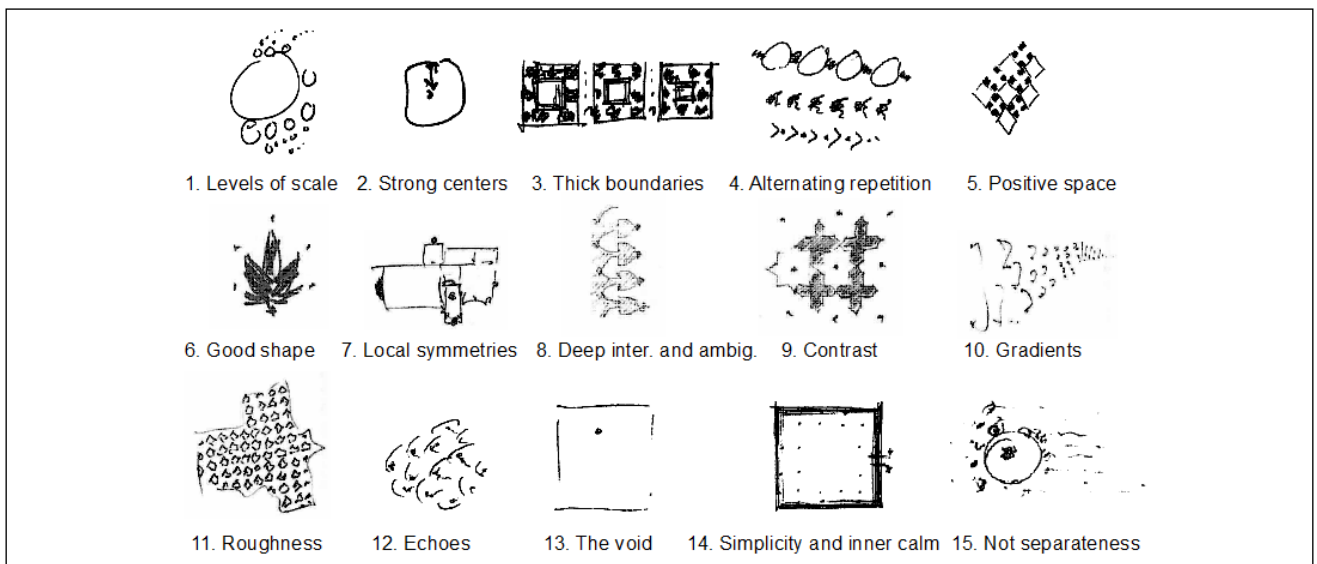 1. Levels of scale 2. Strong centers 3. Thick boundaries 4. Alternating repetition 5. Positive space
6. Good shape 7. Local symmetries 8. Deep inter. and ambig. 9. Contrast 10. Gradients
11. Roughness 12. Echoes 13. The void 14. Simplicity and inner calm 15. Not separateness